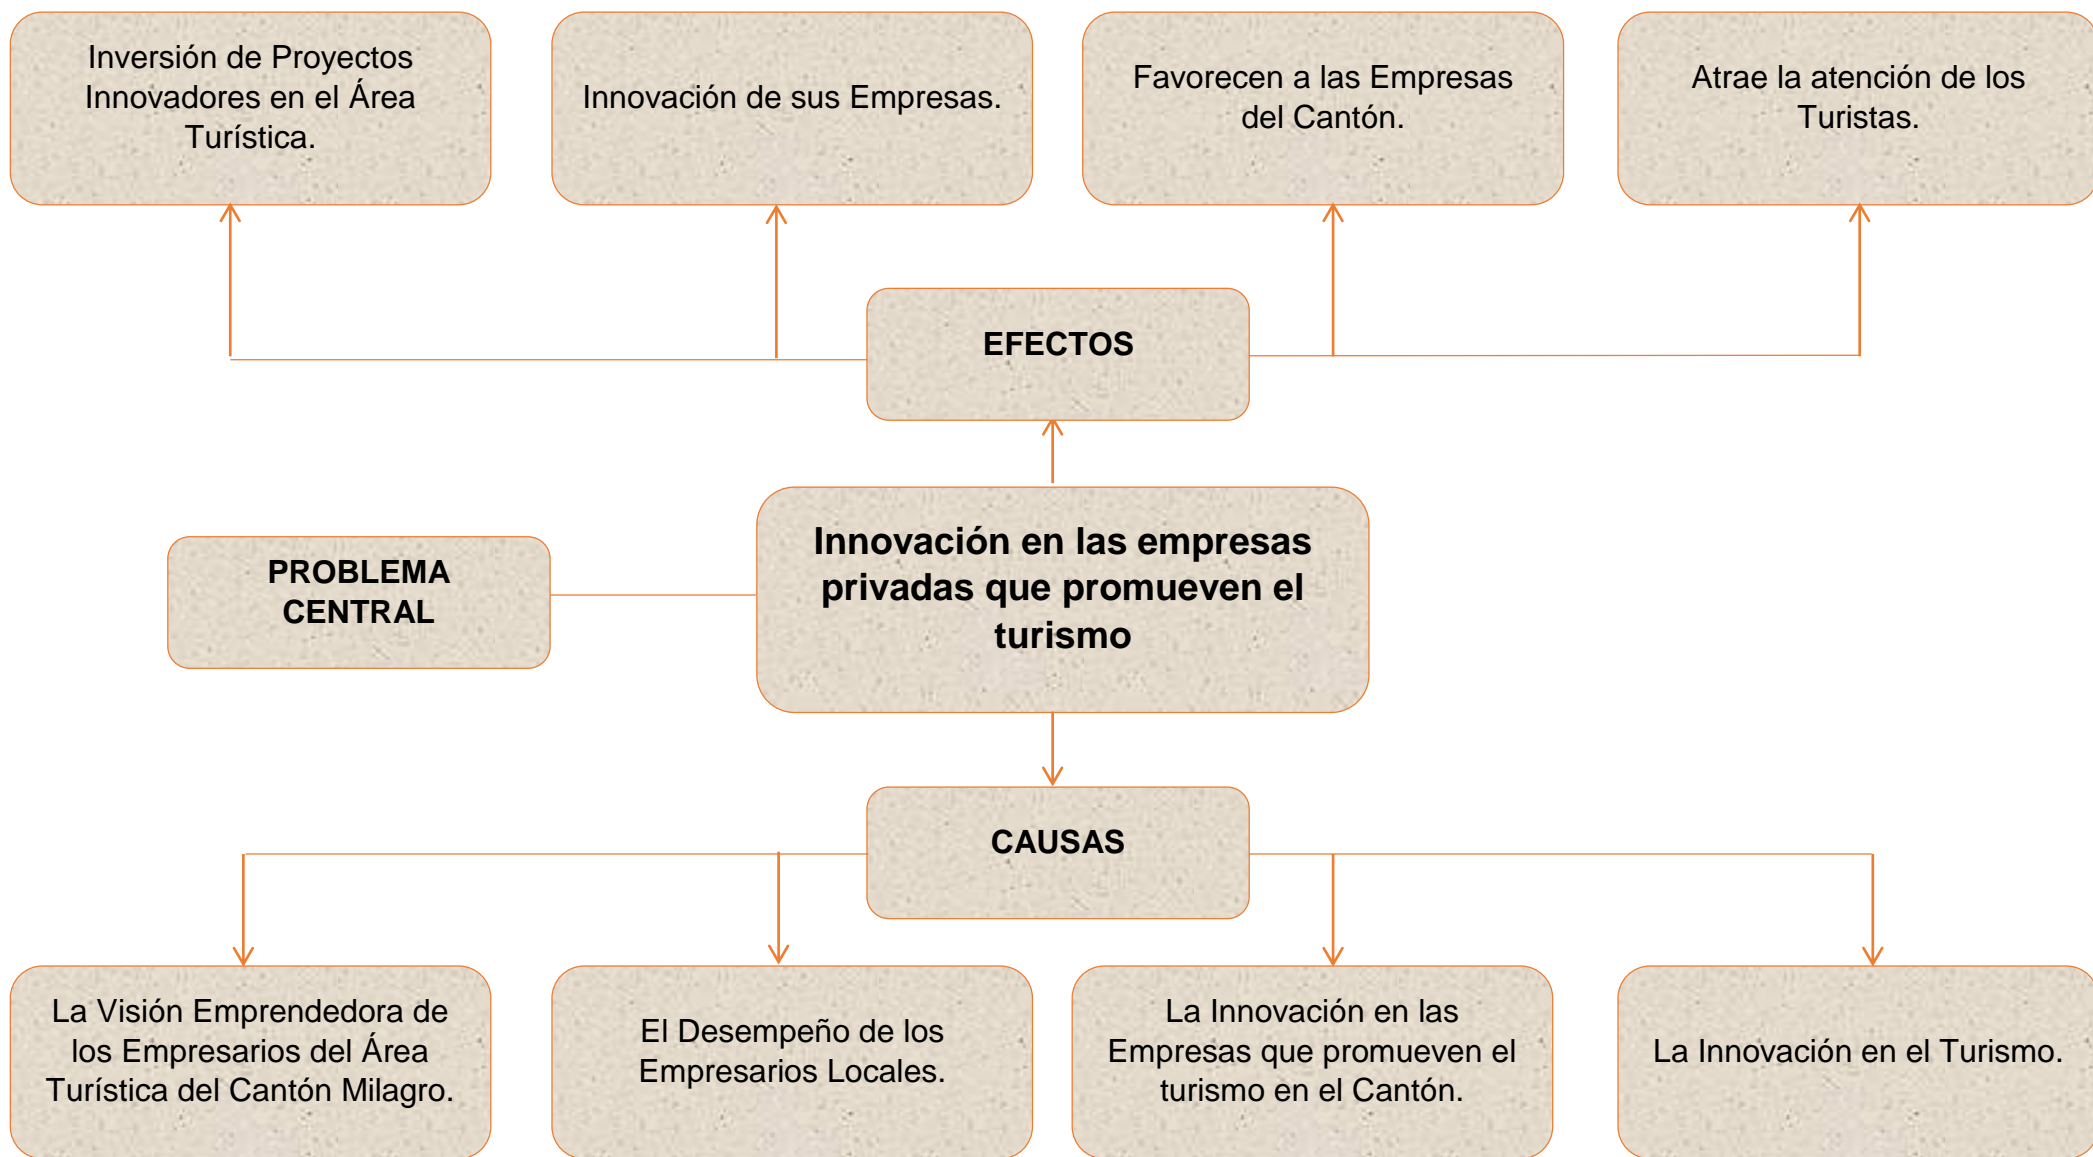 Inversión de Proyectos
Innovadores en el Área
Turística.
Innovación de sus Empresas.
Favorecen a las Empresas
del Cantón.
Atrae la atención de los
Turistas.
EFECTOS
PROBLEMA
CENTRAL
Innovación en las empresas
privadas que promueven el
turismo
CAUSAS
La Visión Emprendedora de
los Empresarios del Área
Turística del Cantón Milagro.
El Desempeño de los
Empresarios Locales.
La Innovación en las
Empresas que promueven el
turismo en el Cantón.
La Innovación en el Turismo.